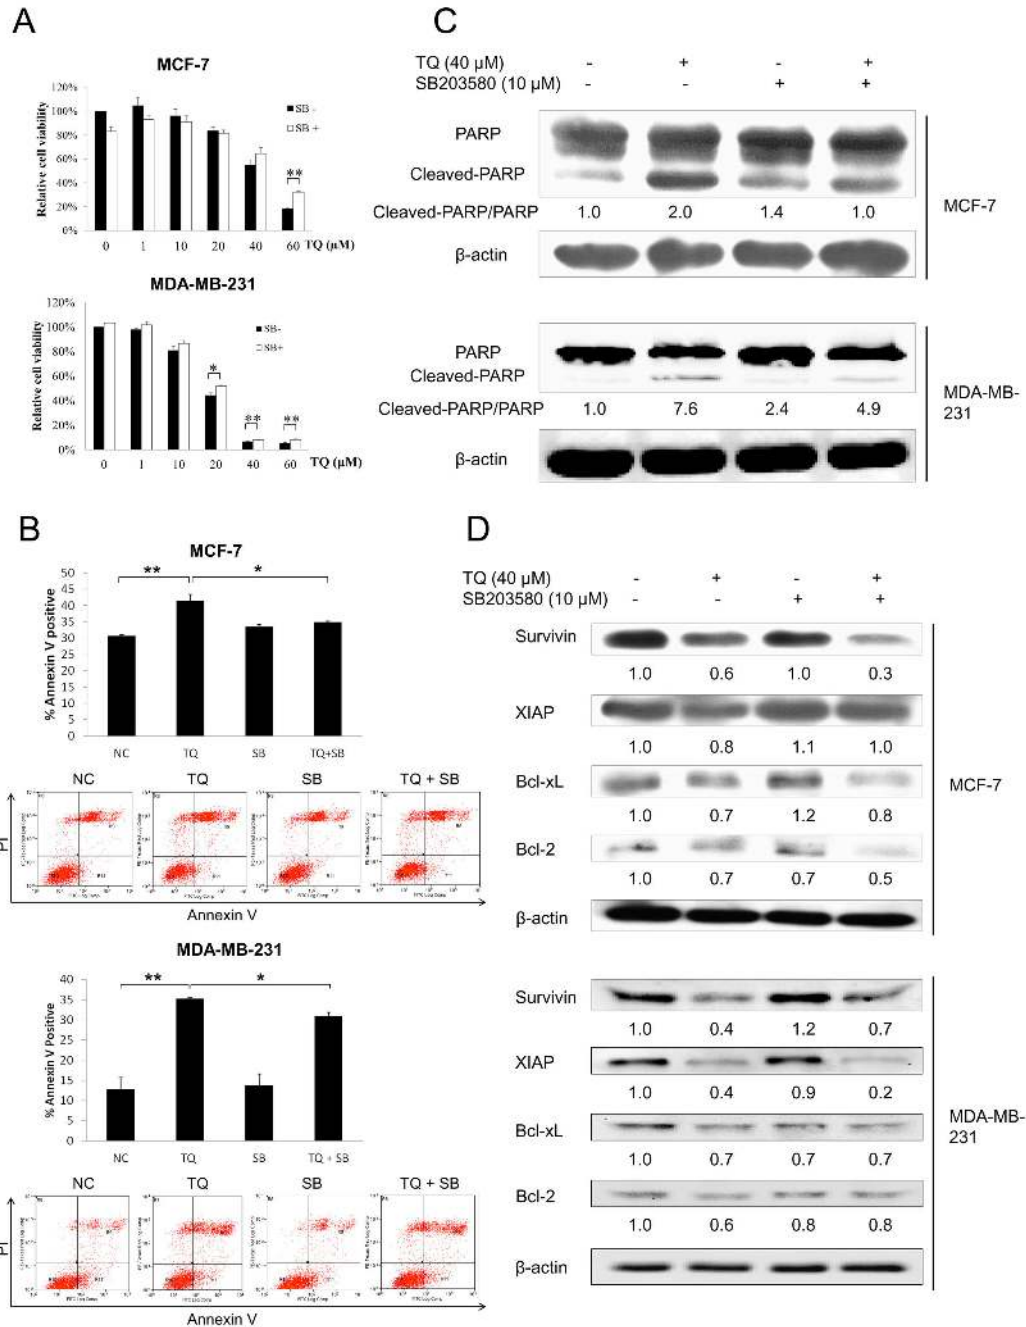 A
MCF-7
120%
100%
80%
60%
40%
20%
0%
Relative cell viability
SB -
SB +
**
0 1 10 20 40 60 TQ (µM)
MDA-MB-231
120%
100%
80%
60%
40%
20%
0%
Relative cell viability
SB-
SB+
* ** **
0 1 10 20 40 60 TQ (µM)
B
MCF-7
50
45
40
35
30
25
20
15
10
5
0
% Annexin V positive
** *
NC TQ SB TQ+SB
NC TQ SB TQ + SB
PI
Annexin V
MDA-MB-231
40
35
30
25
20
15
10
5
0
% Annexin V Positive
** *
NC TQ SB TQ + SB
NC TQ SB TQ + SB
PI
Annexin V
C
TQ (40 µM) - + - +
SB203580 (10 µM) - - + +
PARP
Cleaved-PARP
Cleaved-PARP/PARP 1.0 2.0 1.4 1.0
β-actin
MCF-7
PARP
Cleaved-PARP
Cleaved-PARP/PARP 1.0 7.6 2.4 4.9
β-actin
MDA-MB-
231
D
TQ (40 µM) - + - +
SB203580 (10 µM) - - + +
Survivin
1.0 0.6 1.0 0.3
XIAP
1.0 0.8 1.1 1.0
Bcl-xL
1.0 0.7 1.2 0.8
Bcl-2
1.0 0.7 0.7 0.5
β-actin
MCF-7
Survivin
1.0 0.4 1.2 0.7
XIAP
1.0 0.4 0.9 0.2
Bcl-xL
1.0 0.7 0.7 0.7
Bcl-2
1.0 0.6 0.8 0.8
β-actin
MDA-MB-
231